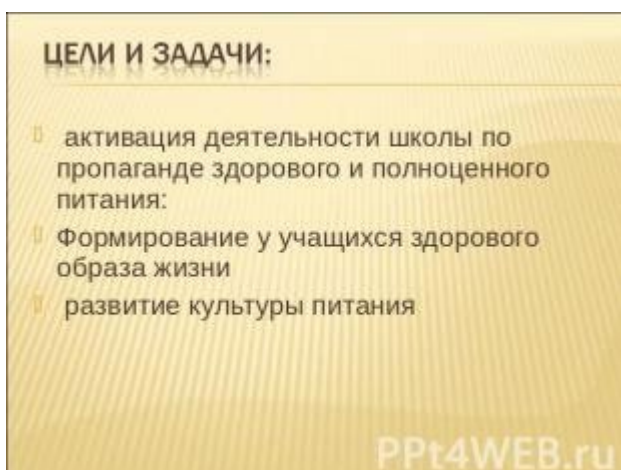 ЦЕЛИ И ЗАДАЧИ:
активация деятельности школы по
пропаганде здорового и полноценного
питания:
Формирование у учащихся здорового
образа жизни
развитие культуры питания
PPt4WEB.ru